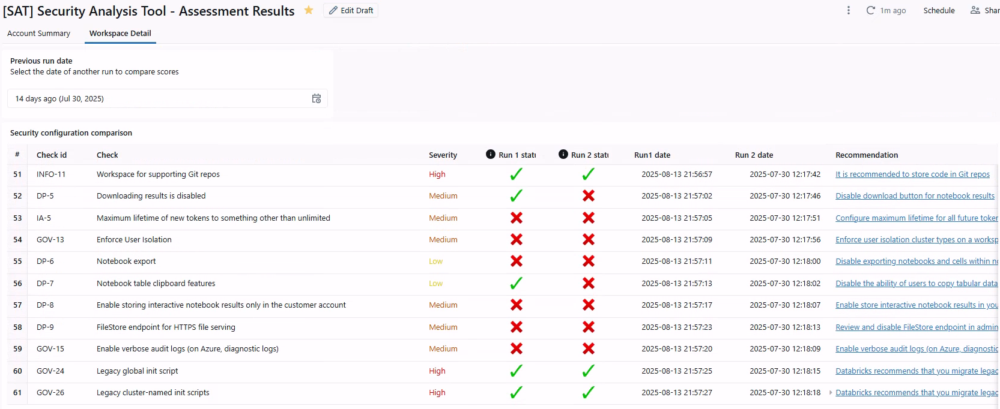 [SAT] Security Analysis Tool - Assessment Results Edit Draft 1m ago Schedule Shar
Account Summary Workspace Detail
Previous run date
Select the date of another run to compare scores
14 days ago (Jul 30, 2025)
Security configuration comparison
# Check id Check Severity Run 1 statu Run 2 statu Run1 date Run 2 date Recommendation
51 INFO-11 Workspace for supporting Git repos High 2025-08-13 21:56:57 2025-07-30 12:17:42 It is recommended to store code in Git repos
52 DP-5 Downloading results is disabled Medium 2025-08-13 21:57:02 2025-07-30 12:17:46 Disable download button for notebook results
53 IA-5 Maximum lifetime of new tokens to something other than unlimited Medium 2025-08-13 21:57:05 2025-07-30 12:17:51 Configure maximum lifetime for all future toker
54 GOV-13 Enforce User Isolation Medium 2025-08-13 21:57:09 2025-07-30 12:17:56 Enforce user isolation cluster types on a worksp
55 DP-6 Notebook export Low 2025-08-13 21:57:11 2025-07-30 12:18:00 Disable exporting notebooks and cells within no
56 DP-7 Notebook table clipboard features Low 2025-08-13 21:57:13 2025-07-30 12:18:02 Disable the ability of users to copy tabular data
57 DP-8 Enable storing interactive notebook results only in the customer account Medium 2025-08-13 21:57:17 2025-07-30 12:18:07 Enable store interactive notebook results in you
58 DP-9 FileStore endpoint for HTTPS file serving Medium 2025-08-13 21:57:23 2025-07-30 12:18:13 Review and disable FileStore endpoint in admin
59 GOV-15 Enable verbose audit logs (on Azure, diagnostic logs) Medium 2025-08-13 21:57:20 2025-07-30 12:18:09 Enable verbose audit logs (on Azure, diagnostic
60 GOV-24 Legacy global init script High 2025-08-13 21:57:25 2025-07-30 12:18:15 Databricks recommends that you migrate legac
61 GOV-26 Legacy cluster-named init scripts High 2025-08-13 21:57:27 2025-07-30 12:18:18 Databricks recommends that you migrate legac